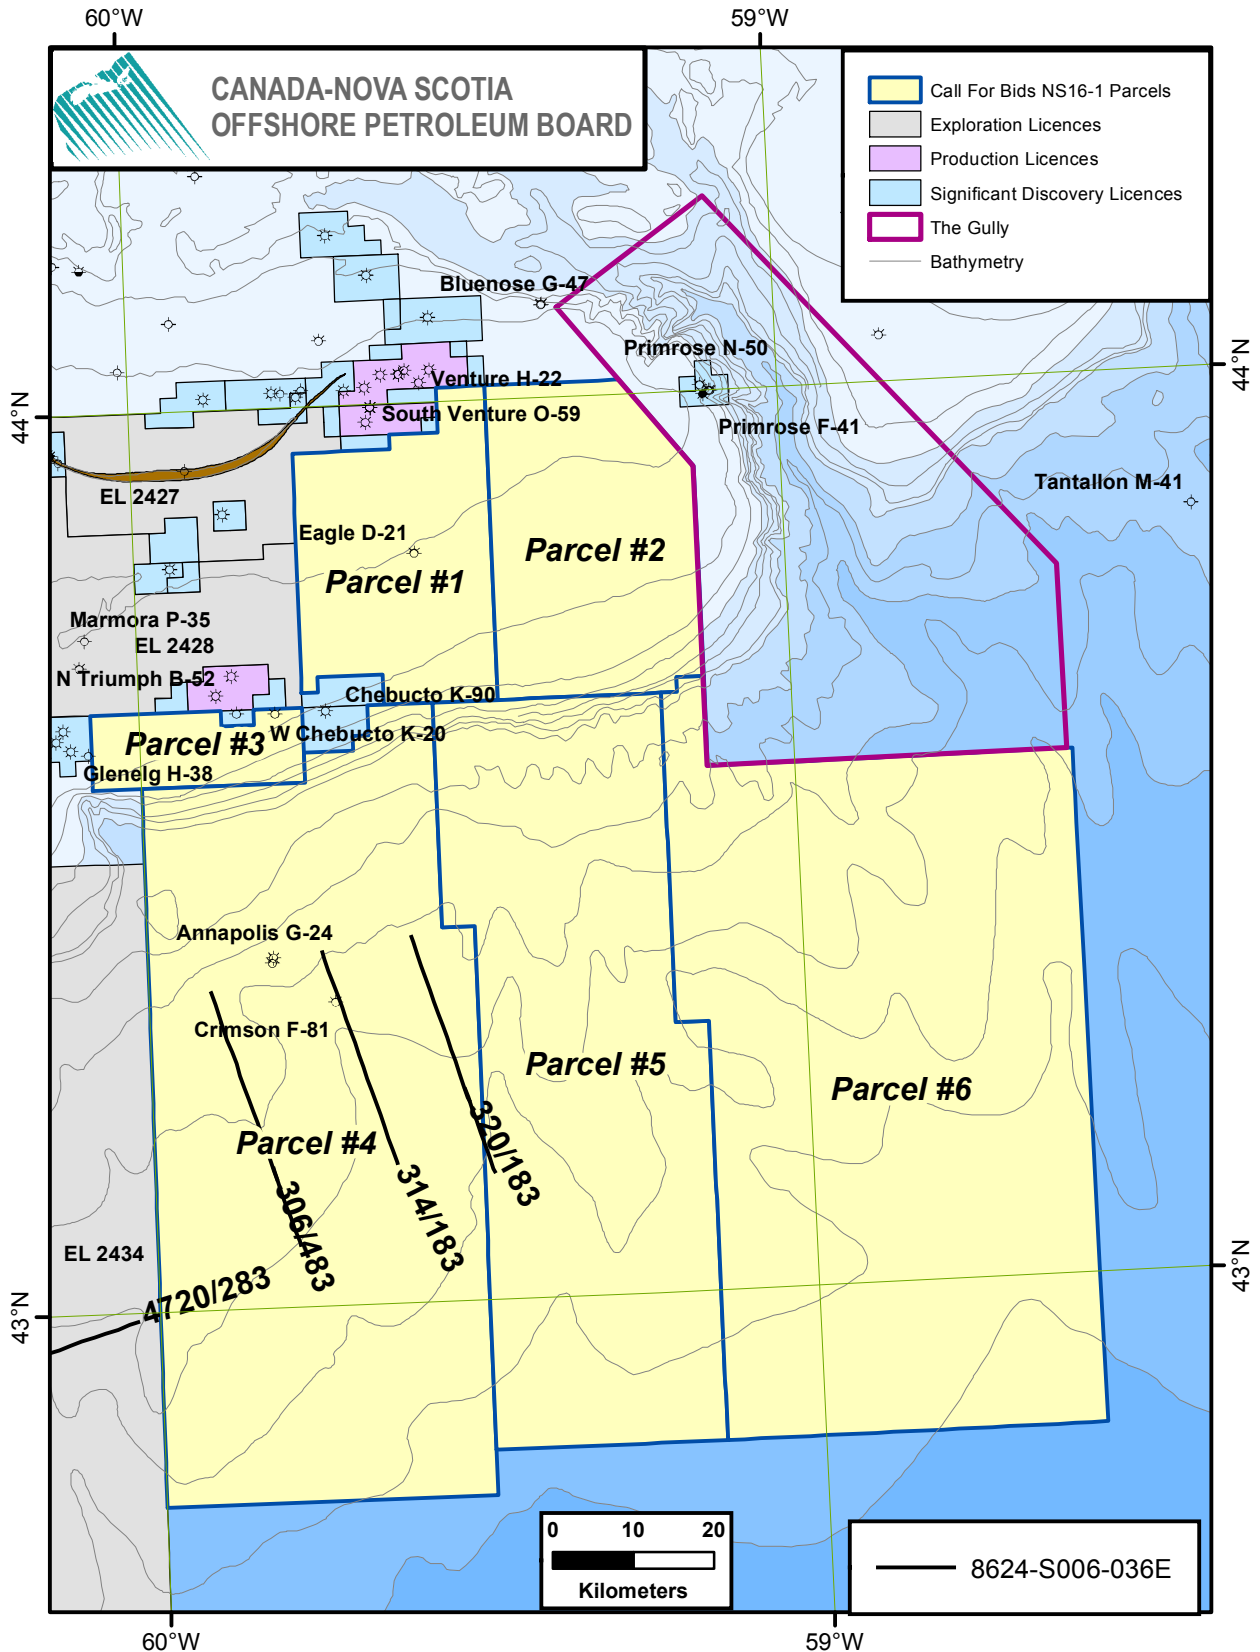 60°W
59°W
CANADA-NOVA SCOTIA
OFFSHORE PETROLEUM BOARD
Call For Bids NS16-1 Parcels
Exploration Licences
Production Licences
Significant Discovery Licences
The Gully
Bathymetry
Bluenose G-47
Primrose N-50
44°N
Venture H-22
44°N
South Venture O-59
Primrose F-41
Tantallon M-41
EL 2427
Eagle D-21
Parcel #2
Parcel #1
Marmora P-35
EL 2428
N Triumph B-52
Chebucto K-90
W Chebucto K-20
Parcel #3
Glenelg H-38
Annapolis G-24
Crimson F-81
Parcel #5
Parcel #6
320/183
Parcel #4
314/183
306/483
EL 2434
43°N
4720/283
43°N
0 10 20
Kilometers
8624-S006-036E
60°W
59°W